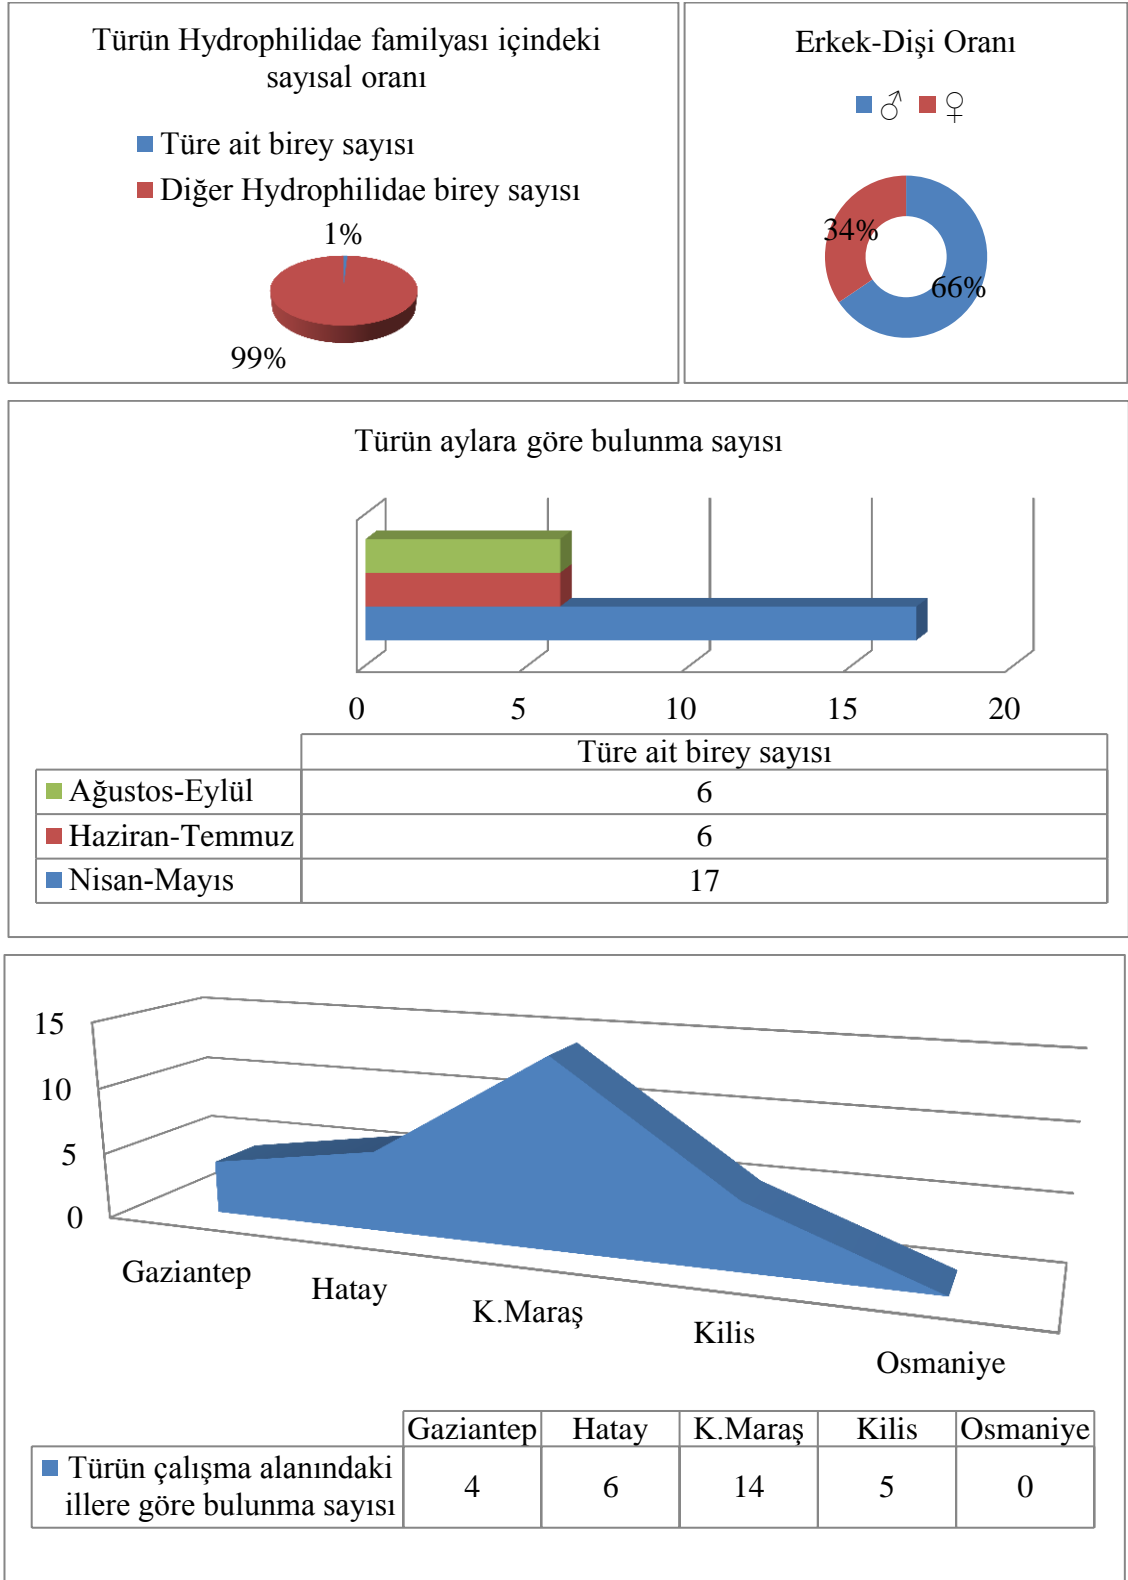 Türün Hydrophilidae familyası içindeki
sayısal oranı
Türe ait birey sayısı
Diğer Hydrophilidae birey sayısı
1%
99%
Erkek-Dişi Oranı
♂ ♀
34%
66%
Türün aylara göre bulunma sayısı
0 5 10 15 20
Türe ait birey sayısı
Ağustos-Eylül 6
Haziran-Temmuz 6
Nisan-Mayıs 17
15
10
5
0
Gaziantep
Hatay
K.Maraş
Kilis
Osmaniye
Gaziantep Hatay K.Maraş Kilis Osmaniye
Türün çalışma alanındaki
illere göre bulunma sayısı
4 6 14 5 0